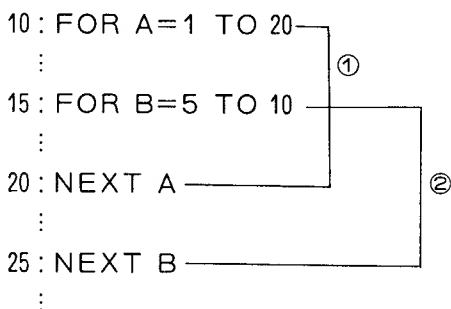 10: FOR A=1 TO 20
①
⋮
15: FOR B=5 TO 10
⋮
20: NEXT A
②
⋮
25: NEXT B
⋮